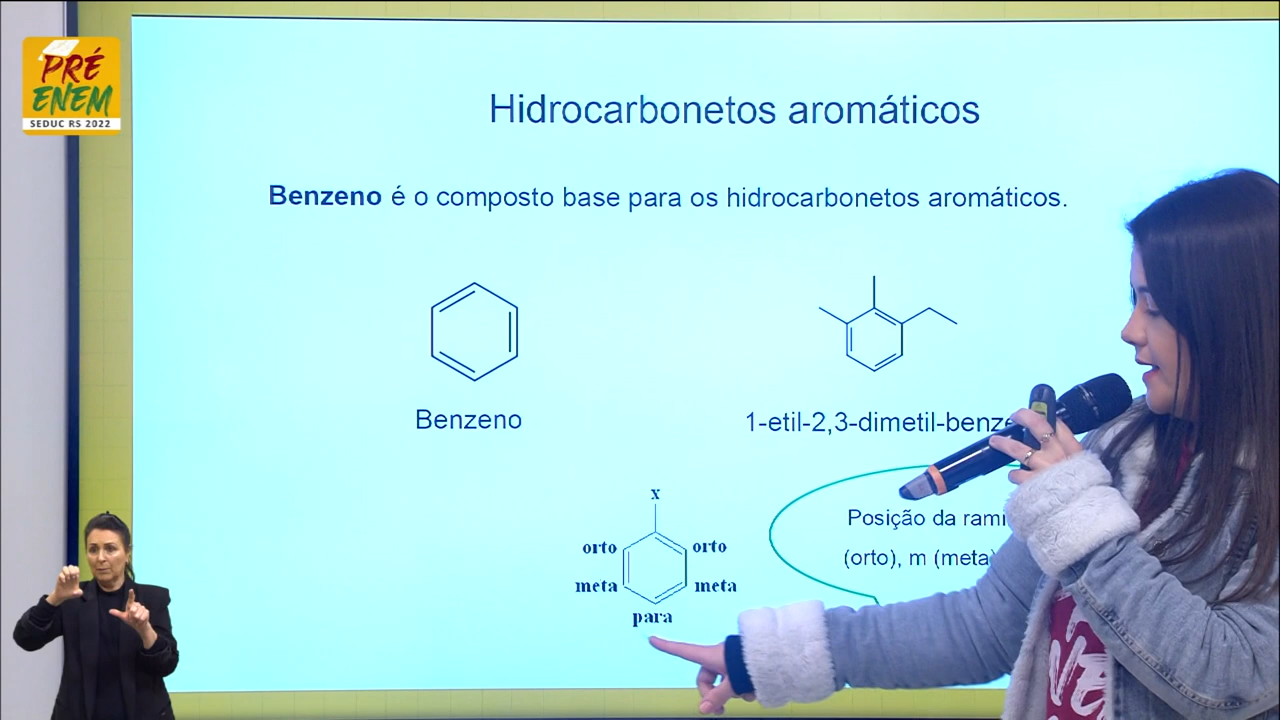 PRÉ
ENEM
SEDUC RS 2022
Hidrocarbonetos aromáticos
Benzeno é o composto base para os hidrocarbonetos aromáticos.
Benzeno
1-etil-2,3-dimetil-benze
x
orto orto
meta meta
para
Posição da rami
(orto), m (meta)